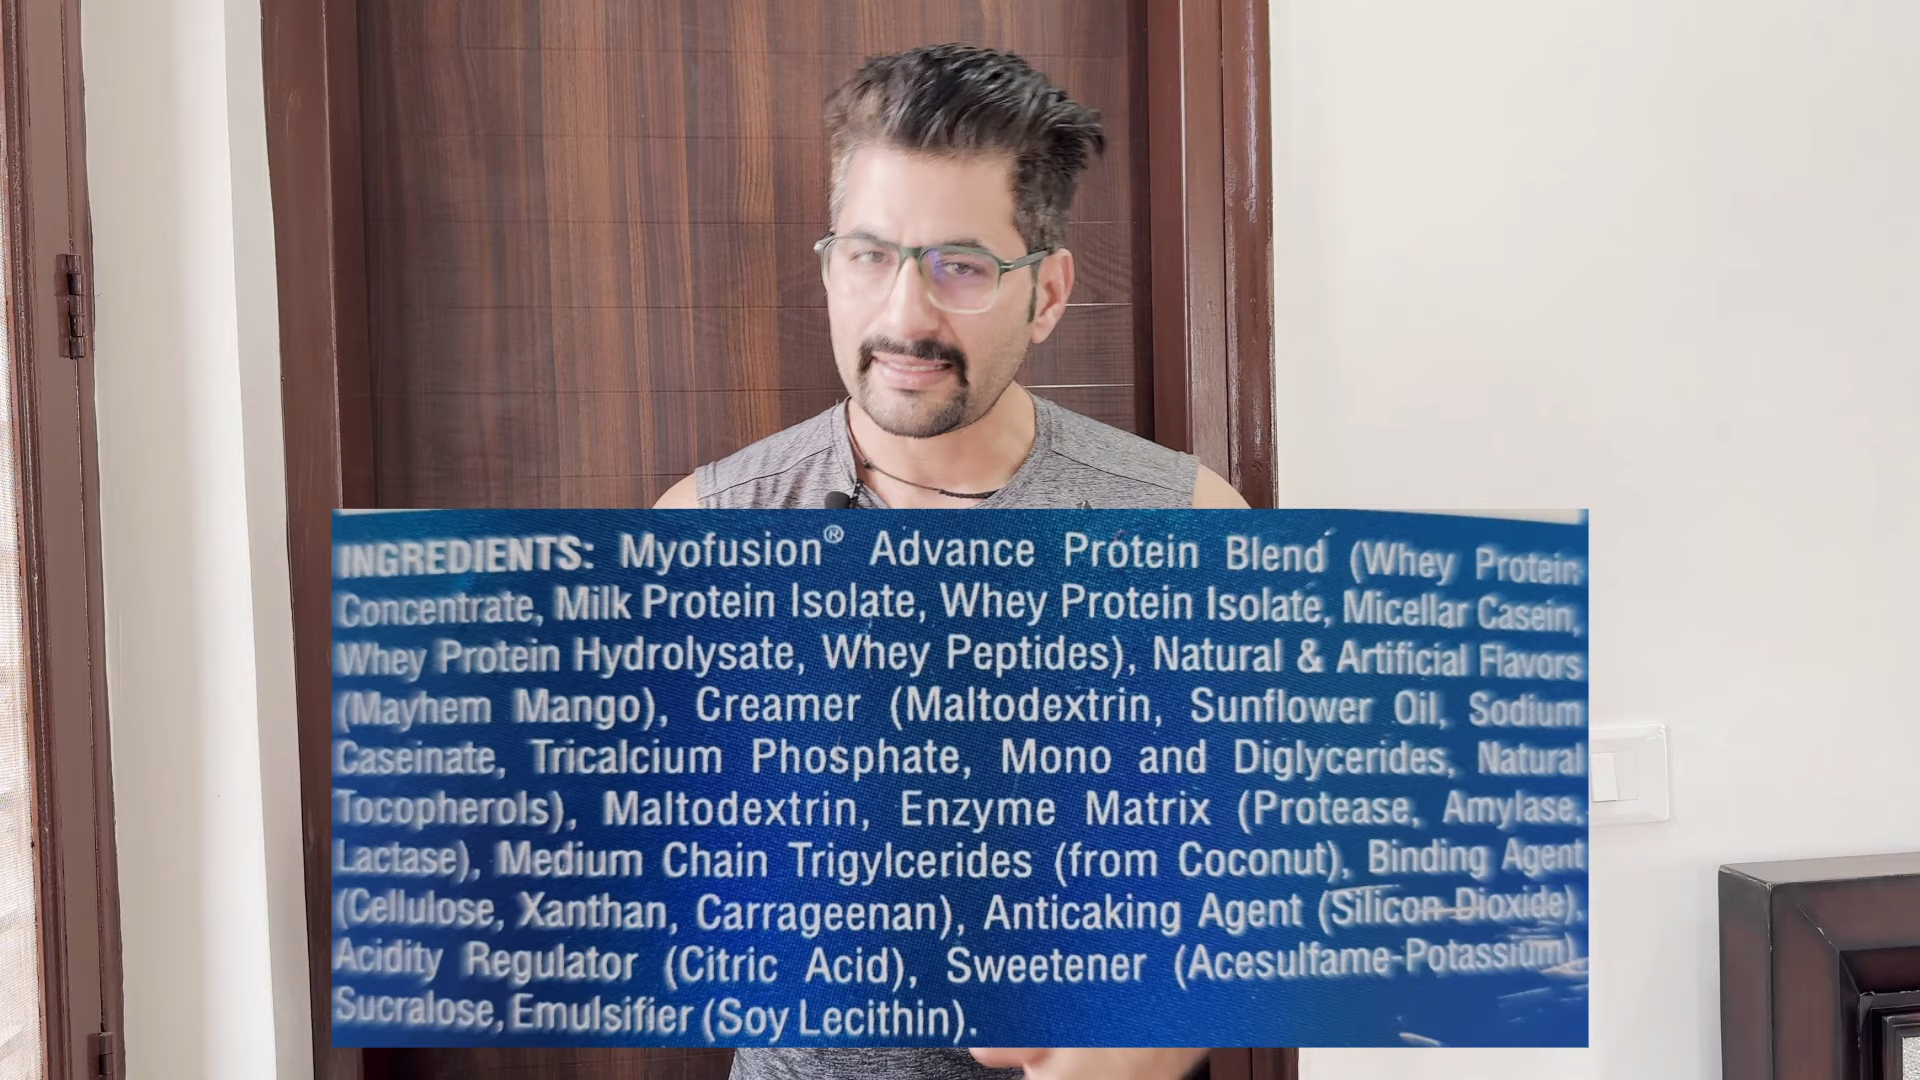 INGREDIENTS: Myofusion® Advance Protein Blend (Whey Protein
Concentrate, Milk Protein Isolate, Whey Protein Isolate, Micellar Casein,
Whey Protein Hydrolysate, Whey Peptides), Natural & Artificial Flavors
(Mayhem Mango), Creamer (Maltodextrin, Sunflower Oil, Sodium
Caseinate, Tricalcium Phosphate, Mono and Diglycerides, Natural
Tocopherols), Maltodextrin, Enzyme Matrix (Protease, Amylase,
Lactase), Medium Chain Trigylcerides (from Coconut), Binding Agent
(Cellulose, Xanthan, Carrageenan), Anticaking Agent (Silicon Dioxide),
Acidity Regulator (Citric Acid), Sweetener (Acesulfame-Potassium),
Sucralose, Emulsifier (Soy Lecithin).